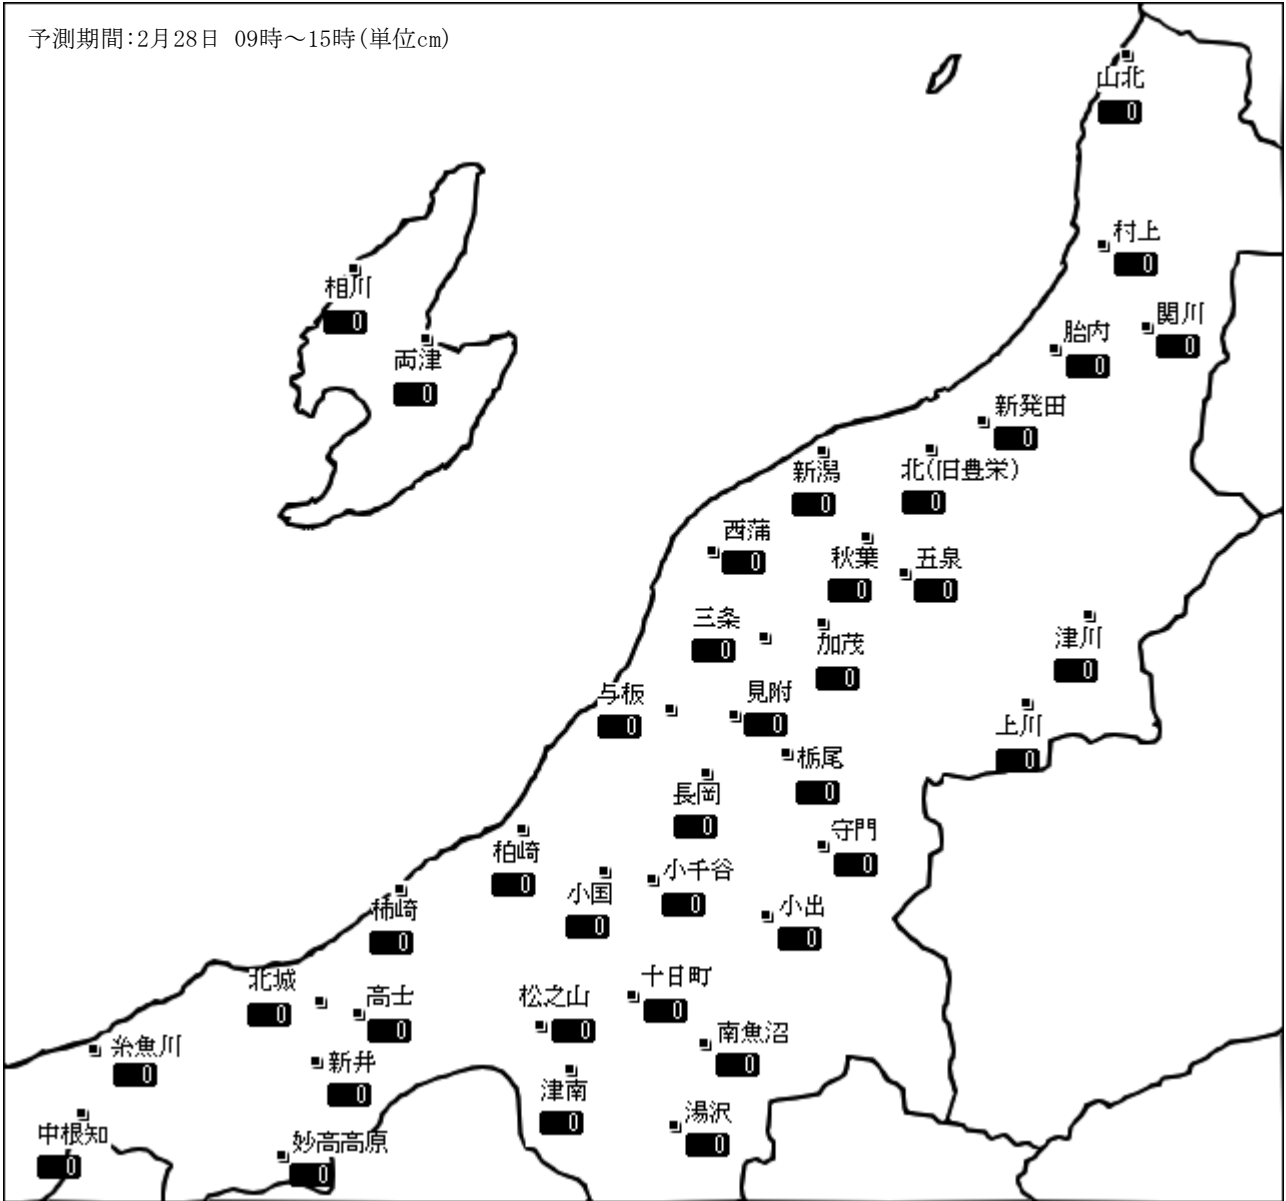 予測期間:2月28日 09時～15時(単位cm)
山北
0
村上
0
相川
0
関川
0
胎内
0
両津
0
新発田
0
新潟
0
北(旧豊栄)
0
西蒲
0
秋葉
0
五泉
0
三条
0
加茂
0
津川
0
与板
0
見附
0
上川
0
栃尾
0
長岡
0
守門
0
柏崎
0
小千谷
0
小国
0
小出
0
柿崎
0
北城
0
高士
0
松之山
0
十日町
0
南魚沼
0
糸魚川
0
新井
0
津南
0
湯沢
0
中根知
0
妙高高原
0